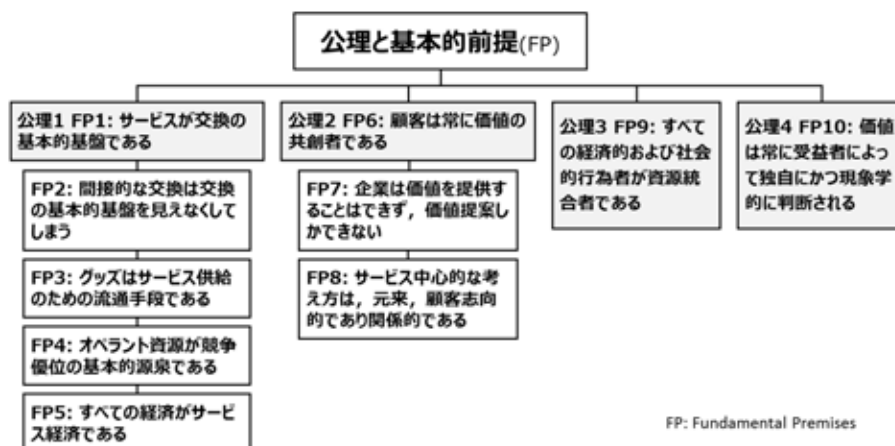 公理と基本的前提(FP)
公理1 FP1: サービスが交換の
基本的基盤である
FP2: 間接的な交換は交換
の基本的基盤を見えなくして
しまう
FP3: グッズはサービス供給
のための流通手段である
FP4: オペラント資源が競争
優位の基本的源泉である
FP5: すべての経済がサービ
ス経済である
公理2 FP6: 顧客は常に価値の
共創者である
FP7: 企業は価値を提供す
ることはできず，価値提案し
かできない
FP8: サービス中心的な考
え方は，元来，顧客志向
的であり関係的である
公理3 FP9: すべて
の経済的および社会
的行為者が資源統
合者である
公理4 FP10: 価値
は常に受益者によっ
て独自にかつ現象学
的に判断される
FP: Fundamental Premises